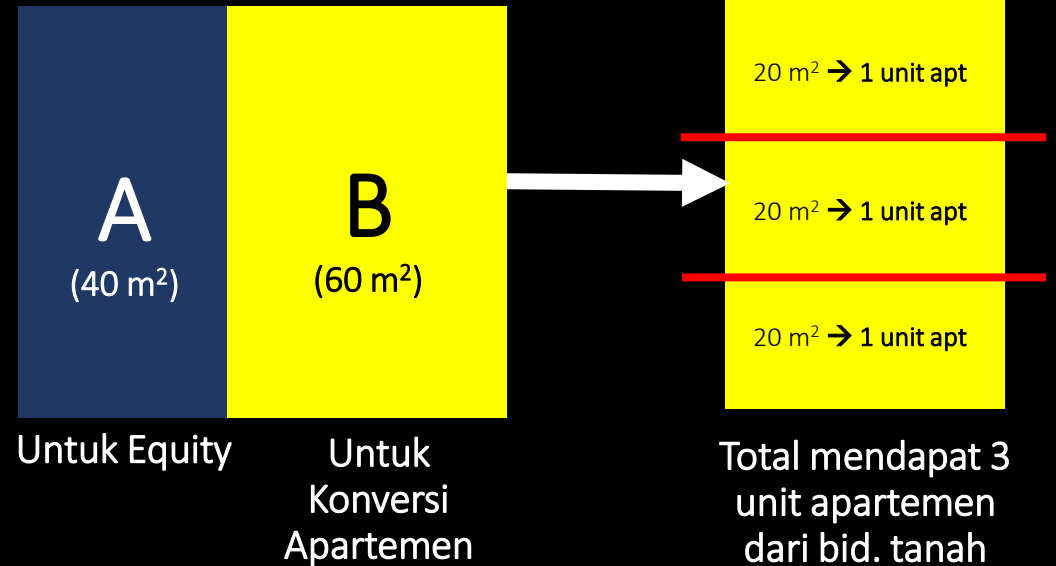 A
(40 m²)
Untuk Equity
B
(60 m²)
Untuk
Konversi
Apartemen
20 m² → 1 unit apt
20 m² → 1 unit apt
20 m² → 1 unit apt
Total mendapat 3
unit apartemen
dari bid. tanah